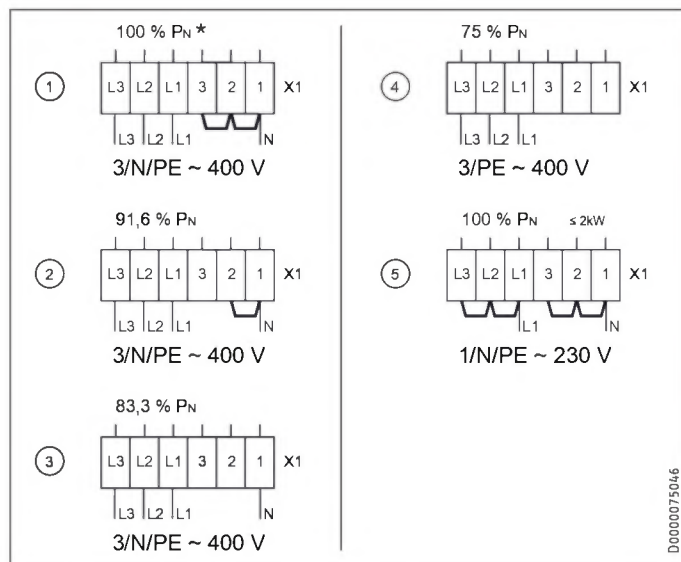 100 % PN *
1
L3 L2 L1 3 2 1 X1
L3 L2 L1 N
3/N/PE ~ 400 V
91,6 % PN
2
L3 L2 L1 3 2 1 X1
L3 L2 L1 N
3/N/PE ~ 400 V
83,3 % PN
3
L3 L2 L1 3 2 1 X1
L3 L2 L1 N
3/N/PE ~ 400 V
75 % PN
4
L3 L2 L1 3 2 1 X1
L3 L2 L1
3/PE ~ 400 V
100 % PN ≤ 2kW
5
L3 L2 L1 3 2 1 X1
L1 N
1/N/PE ~ 230 V
D0000075046